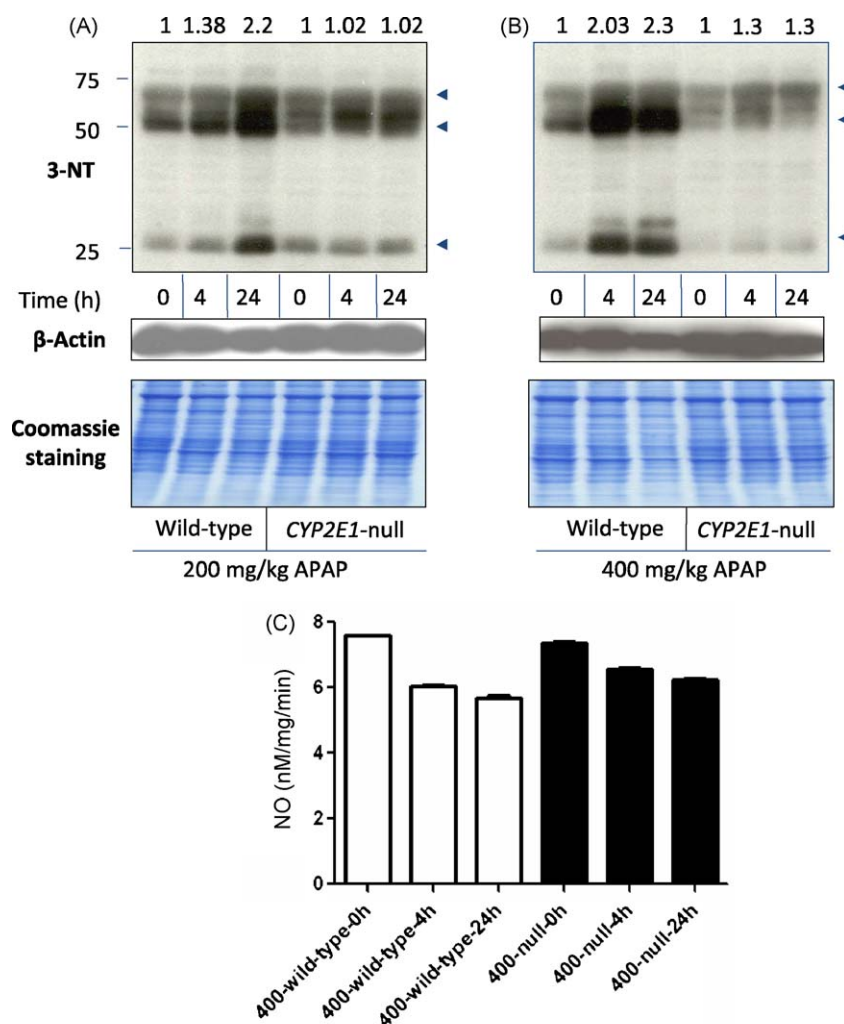 (A) 1 1.38 2.2 1 1.02 1.02
75
50
3-NT
25
Time (h) 0 4 24 0 4 24
β-Actin
Coomassie
staining
Wild-type CYP2E1-null
200 mg/kg APAP
(B) 1 2.03 2.3 1 1.3 1.3
0 4 24 0 4 24
Wild-type CYP2E1-null
400 mg/kg APAP
(C)
NO (nM/mg/min)
8
6
4
2
0
400-wild-type-0h
400-wild-type-4h
400-wild-type-24h
400-null-0h
400-null-4h
400-null-24h